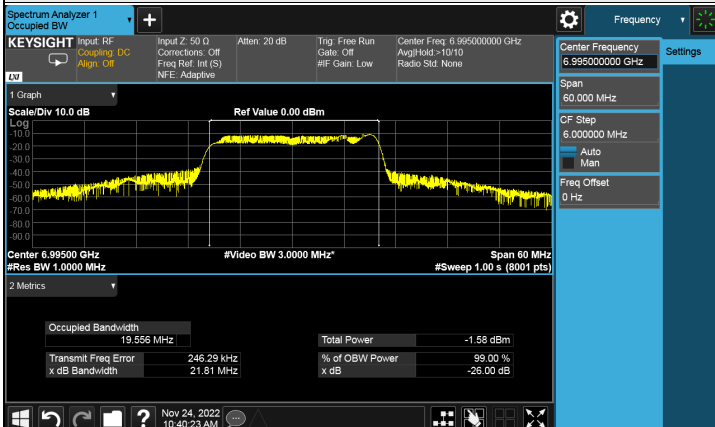 Spectrum Analyzer 1
Occupied BW
+
Frequency
KEYSIGHT
LXI
Input: RF
Coupling: DC
Align: Off
Input Z: 50 Ω
Corrections: Off
Freq Ref: Int (S)
NFE: Adaptive
Atten: 20 dB
Trig: Free Run
Gate: Off
#IF Gain: Low
Center Freq: 6.995000000 GHz
Avg|Hold:>10/10
Radio Std: None
1 Graph
Scale/Div 10.0 dB
Ref Value 0.00 dBm
Log
-10.0
-20.0
-30.0
-40.0
-50.0
-60.0
-70.0
-80.0
-90.0
Center 6.99500 GHz
#Video BW 3.0000 MHz*
Span 60 MHz
#Res BW 1.0000 MHz
#Sweep 1.00 s (8001 pts)
2 Metrics
Occupied Bandwidth
19.556 MHz
Total Power -1.58 dBm
Transmit Freq Error 246.29 kHz
% of OBW Power 99.00 %
x dB Bandwidth 21.81 MHz
x dB -26.00 dB
Center Frequency
6.995000000 GHz
Settings
Span
60.000 MHz
CF Step
6.000000 MHz
Auto
Man
Freq Offset
0 Hz
?
Nov 24, 2022
10:40:23 AM